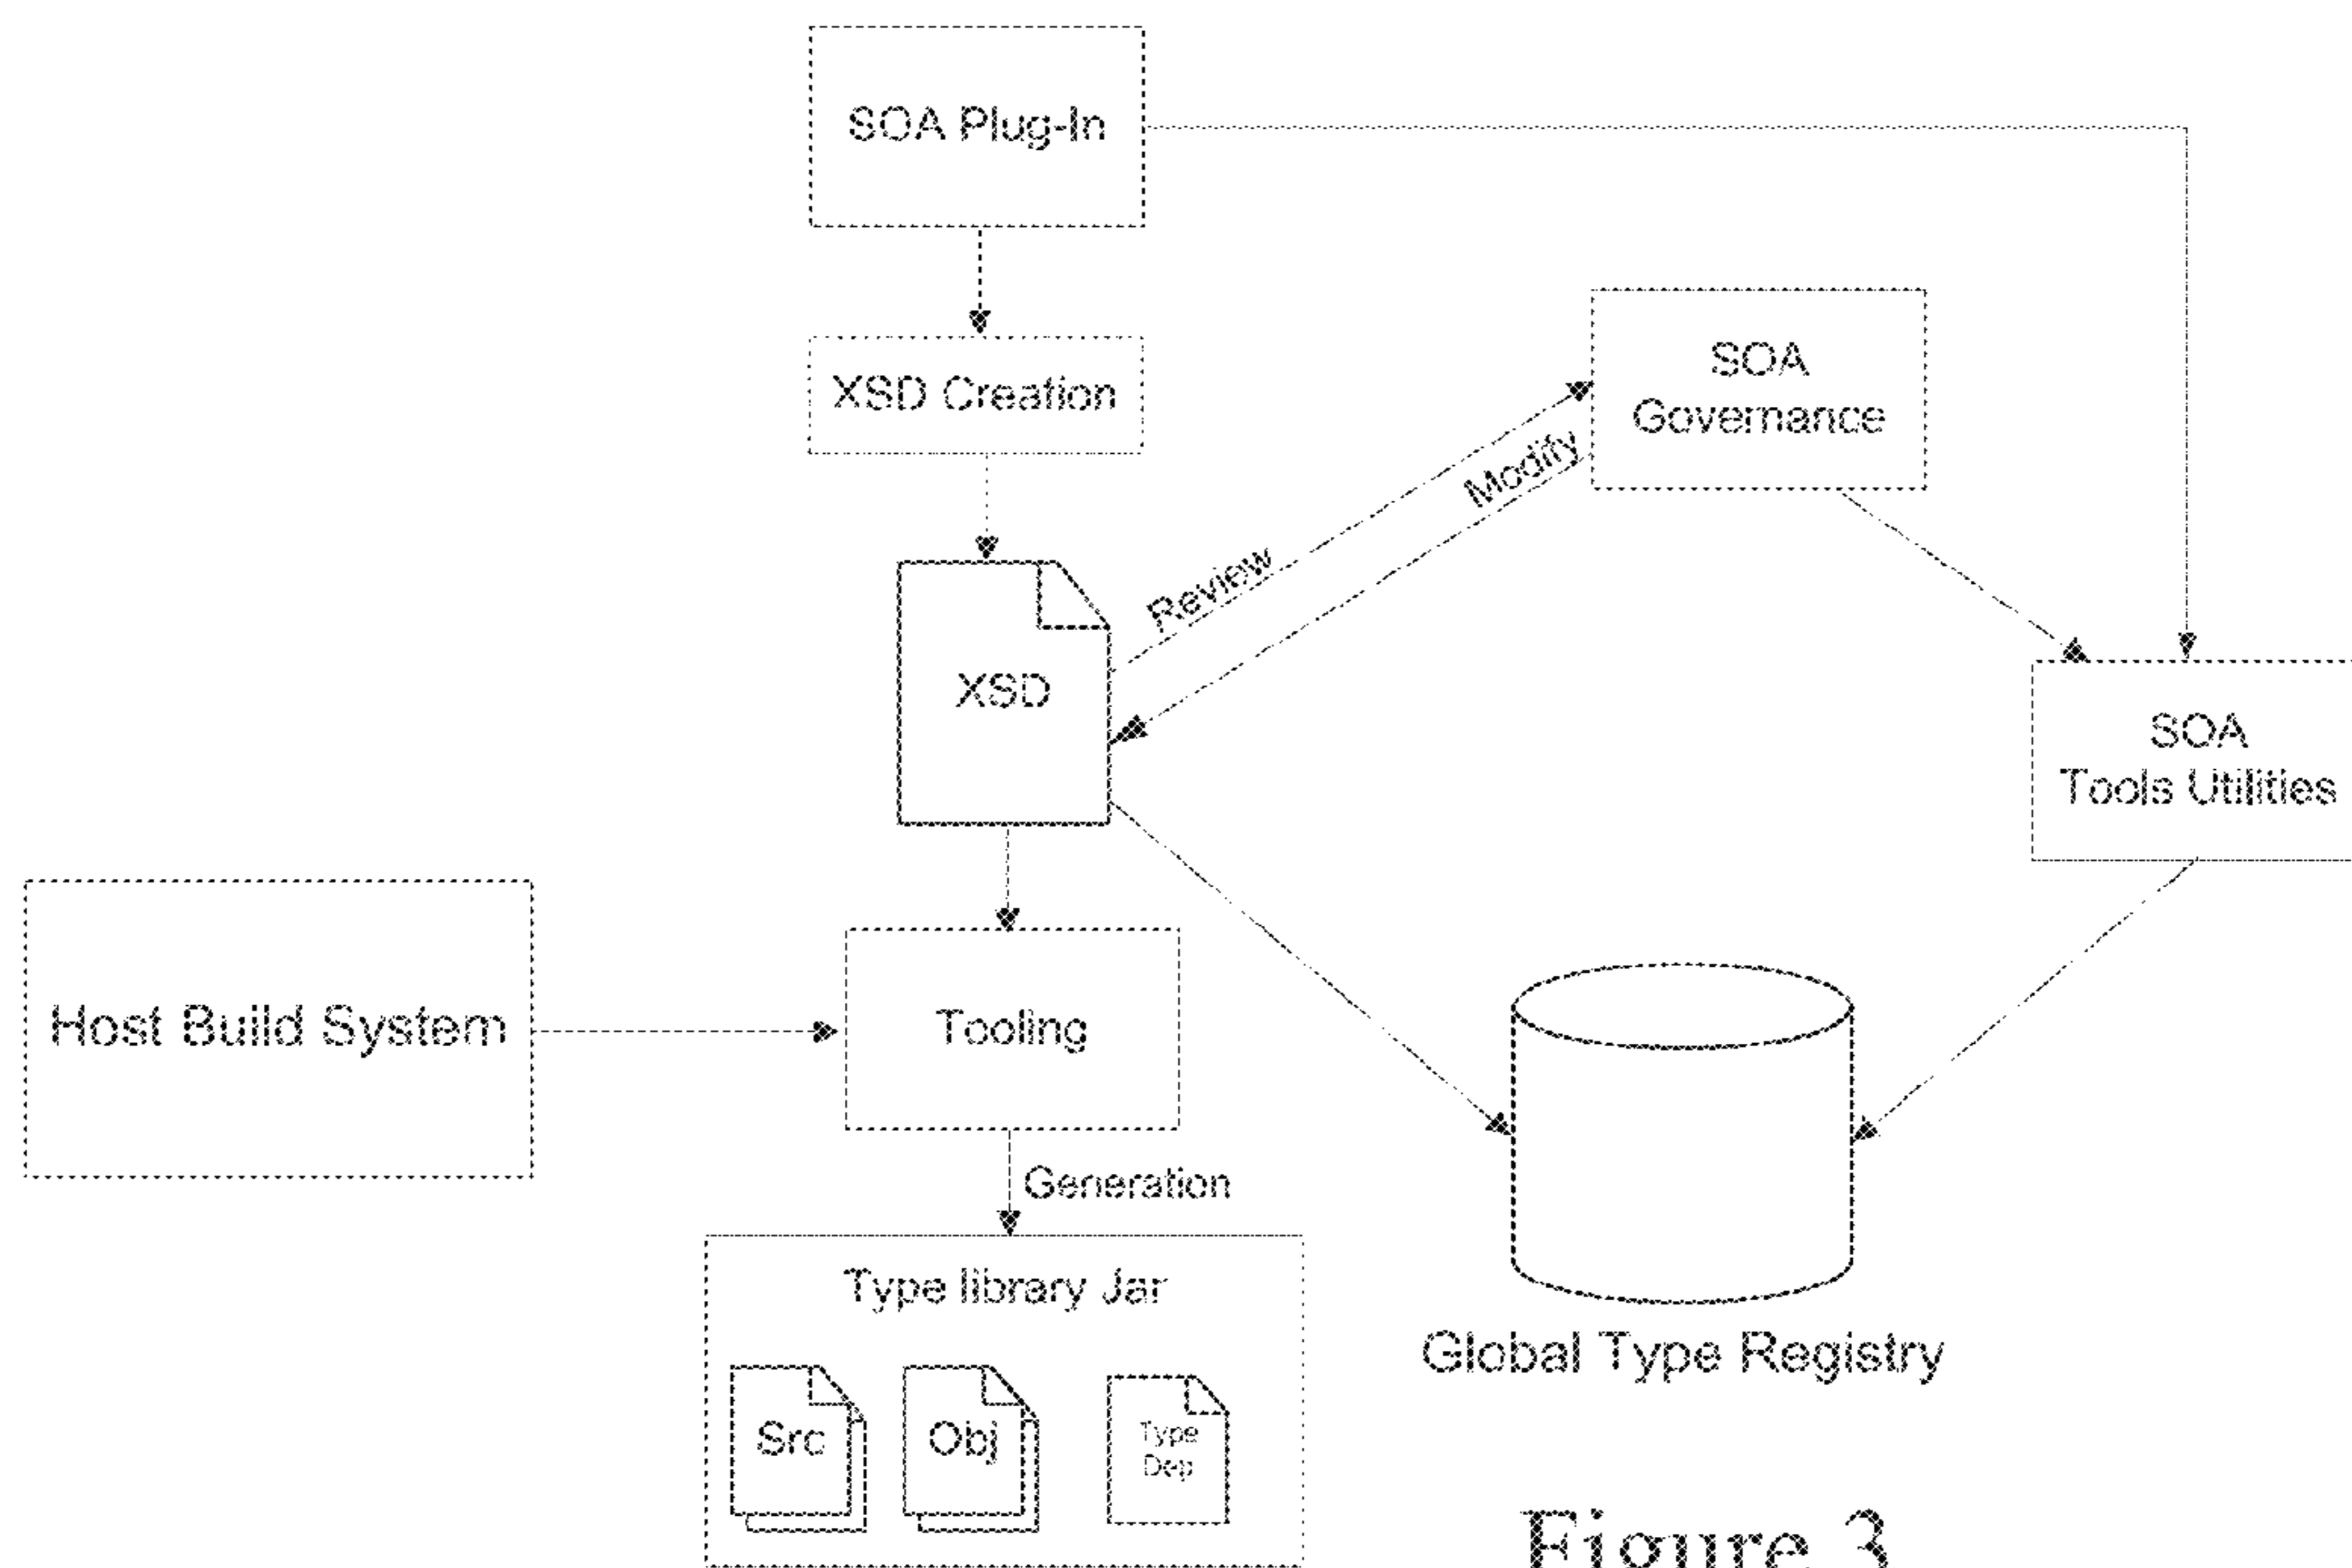 SOA Plug-In
XSD Creation
SOA
Governance
Modify
Review
XSD
SOA
Tools Utilities
Host Build System
Tooling
Generation
Type library Jar
Global Type Registry
Src
Obj
Type
Dep
Figure 3